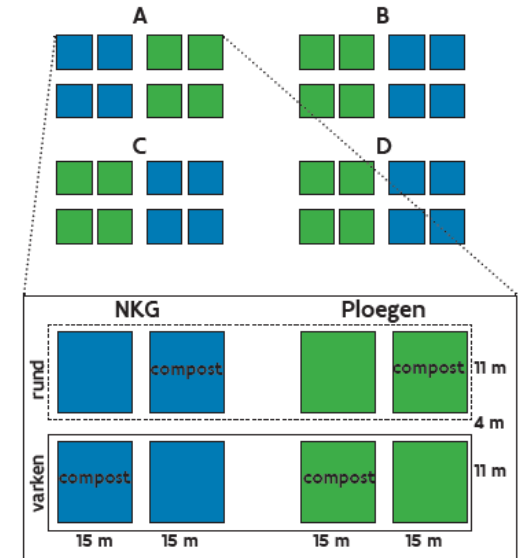 A B
C D
NKG Ploegen
rund compost compost 11 m
4 m
varken compost compost 11 m
15 m 15 m 15 m 15 m